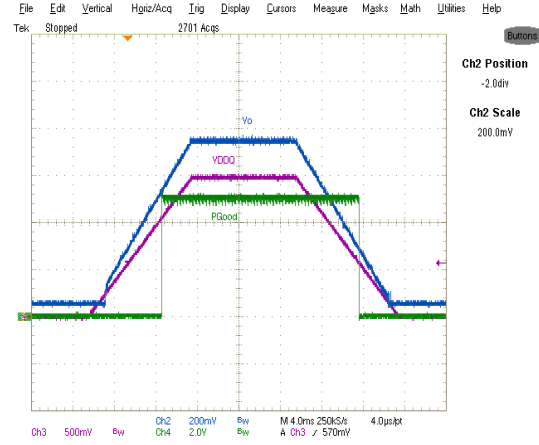 File Edit Vertical Horiz/Acq Trig Display Cursors Measure Masks Math Utilities Help
Tek Stopped 2701 Acqs
Buttons
Ch2 Position
-2.0div
Ch2 Scale
200.0mV
Vo
VDDQ
PGood
Ch2 200mV Bw M 4.0ms 250kS/s 4.0µs/pt
Ch3 500mV Bw Ch4 2.0V Bw A Ch3 / 570mV